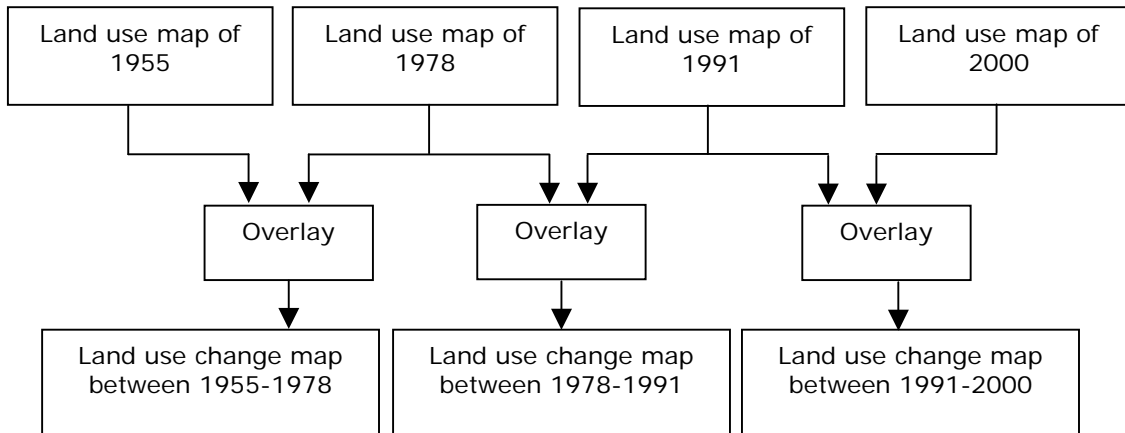 Land use map of
1955
Land use map of
1978
Land use map of
1991
Land use map of
2000
Overlay
Overlay
Overlay
Land use change map
between 1955-1978
Land use change map
between 1978-1991
Land use change map
between 1991-2000